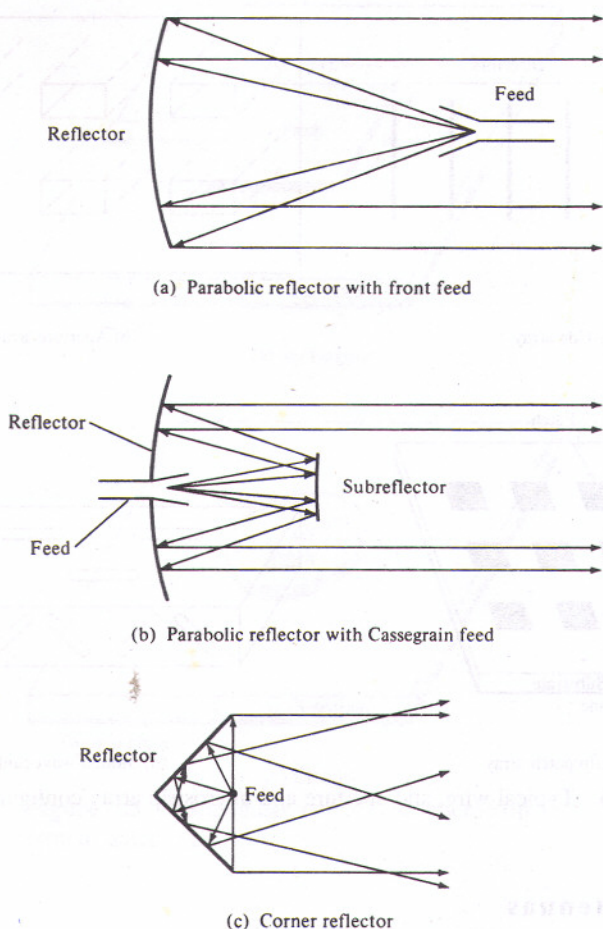 Feed
Reflector
(a) Parabolic reflector with front feed
Reflector
Subreflector
Feed
(b) Parabolic reflector with Cassegrain feed
Reflector
Feed
(c) Corner reflector